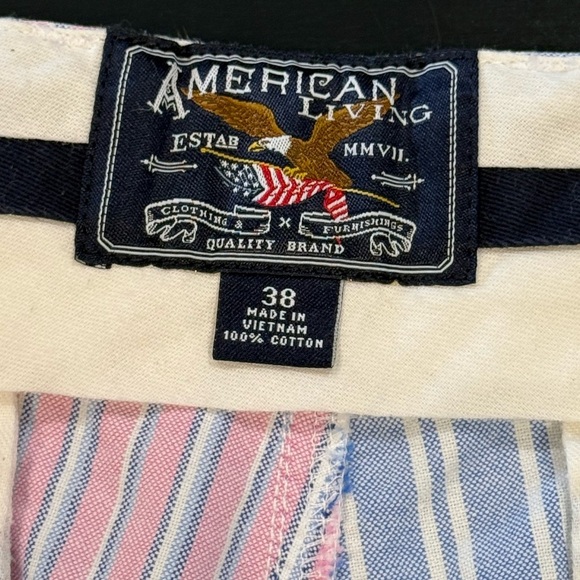 AMERICAN
LIVING
ESTAB MMVII.
CLOTHING & X FURNISHINGS
QUALITY BRAND
38
MADE IN
VIETNAM
100% COTTON